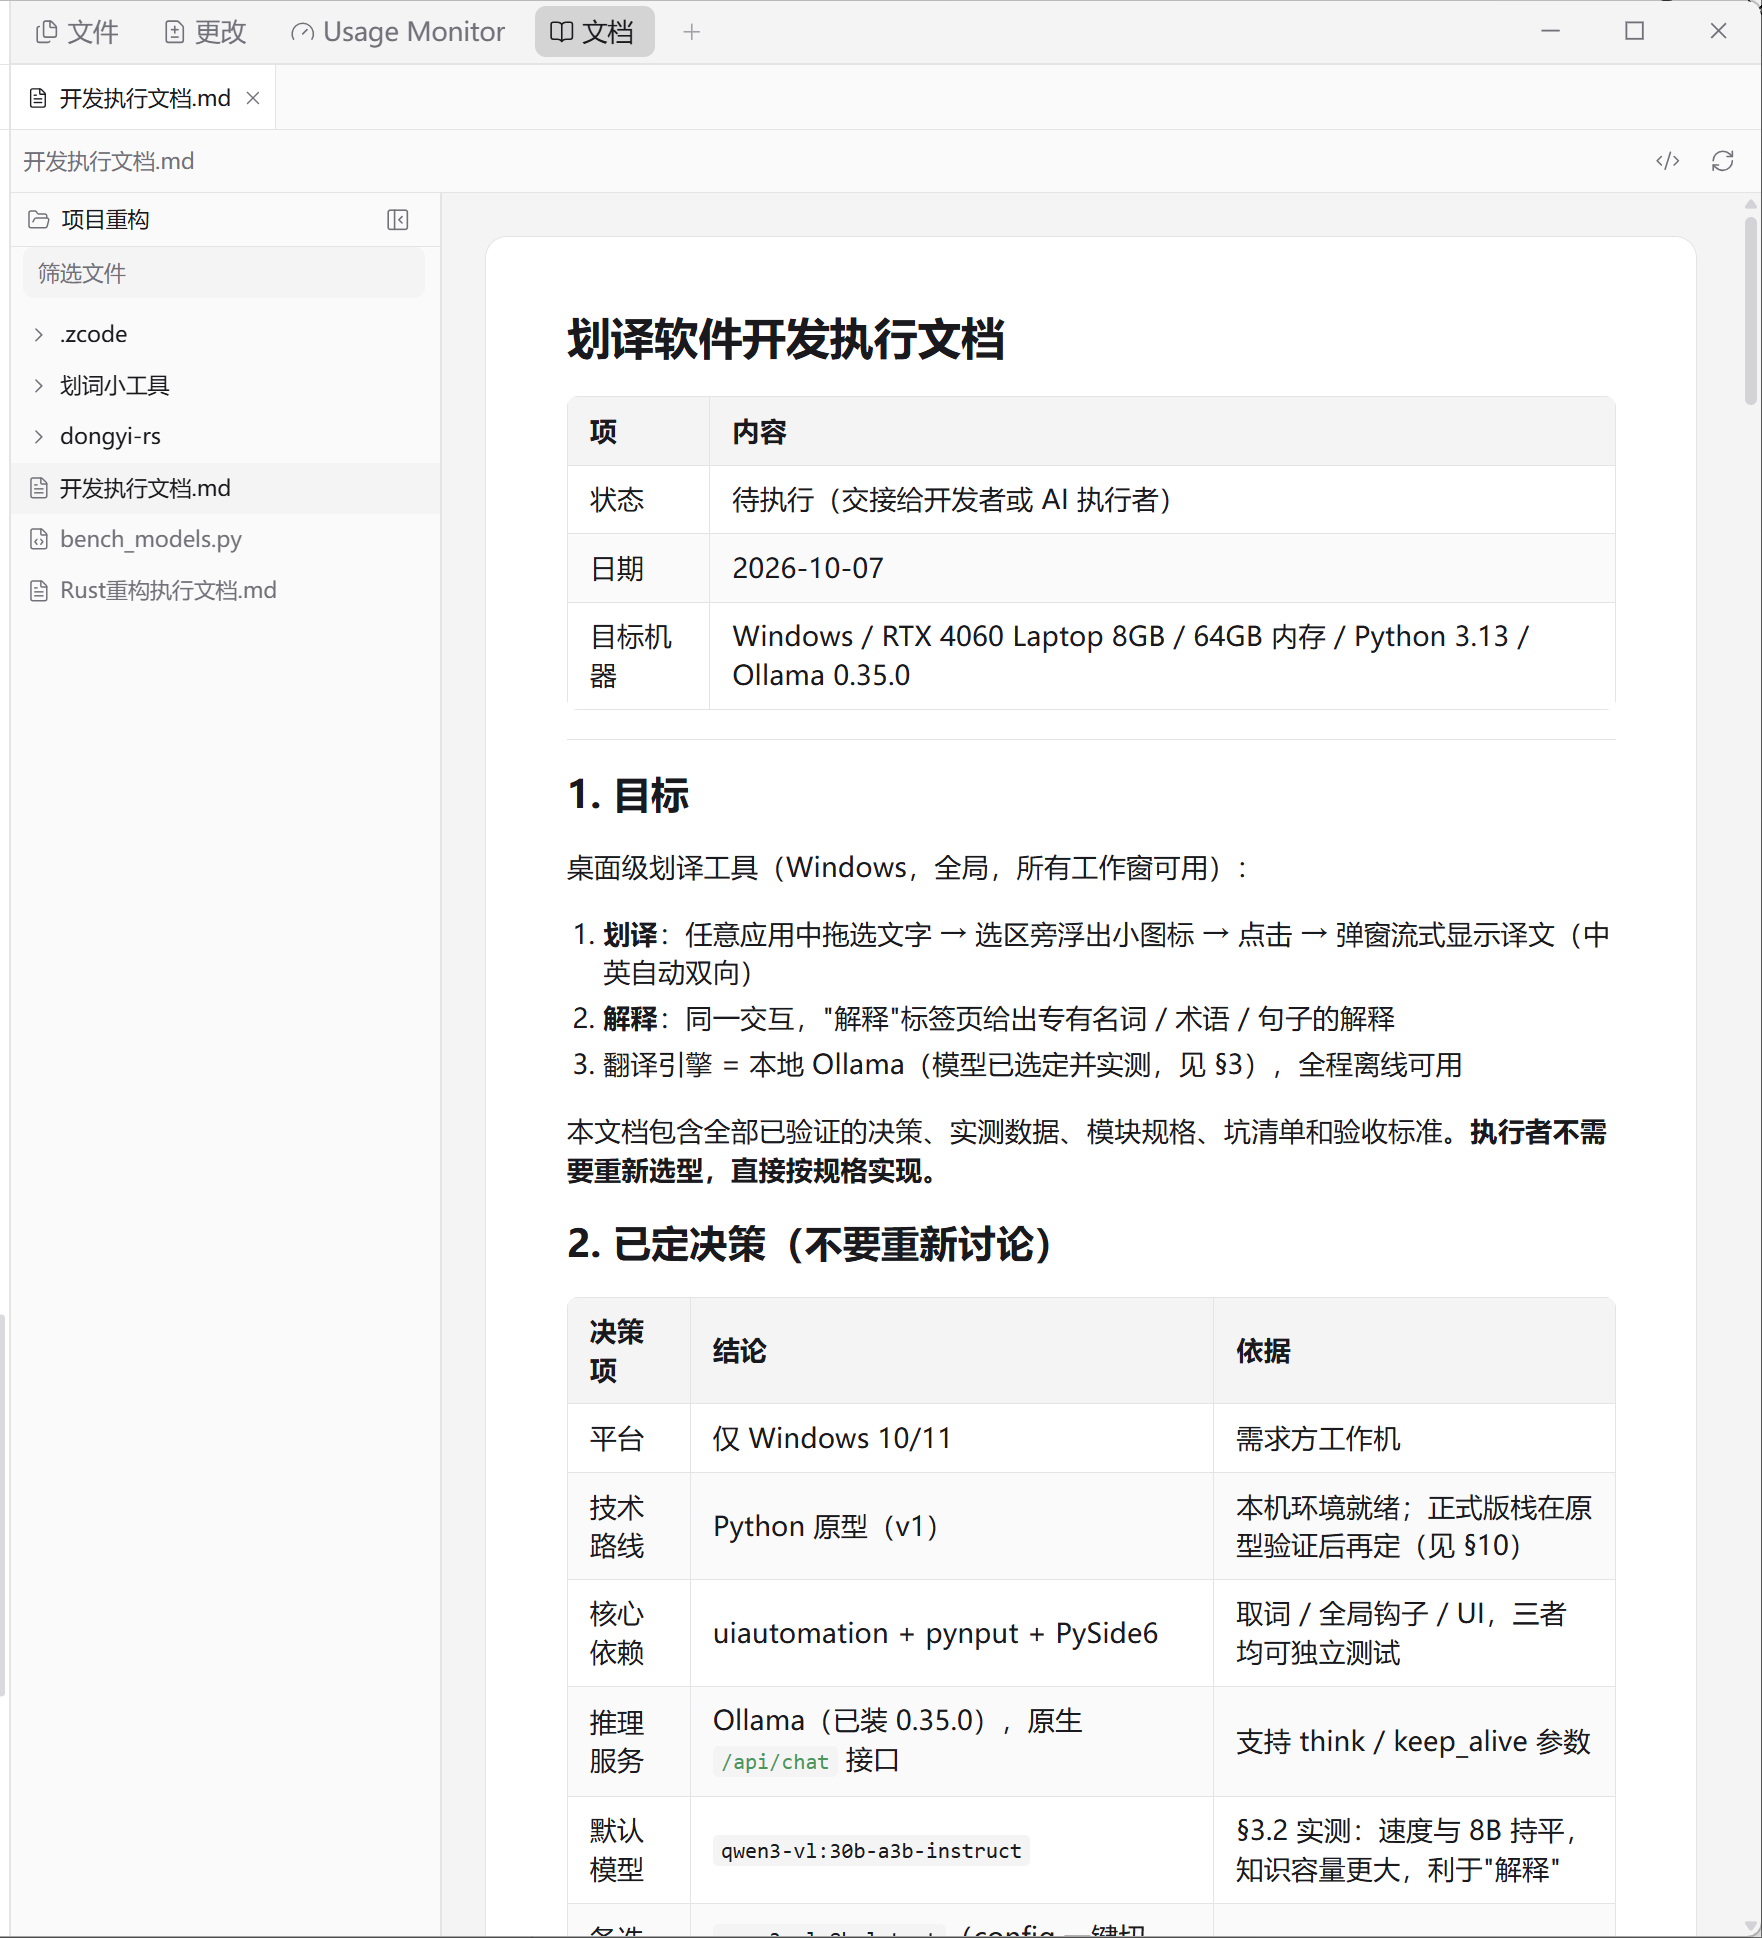 文件 更改 Usage Monitor 文档
开发执行文档.md
开发执行文档.md
项目重构
筛选文件
.zcode
划词小工具
dongyi-rs
开发执行文档.md
bench_models.py
Rust重构执行文档.md
划译软件开发执行文档
项 内容
状态 待执行（交接给开发者或 AI 执行者）
日期 2026-10-07
目标机器 Windows / RTX 4060 Laptop 8GB / 64GB 内存 / Python 3.13 /
Ollama 0.35.0
1. 目标
桌面级划译工具（Windows，全局，所有工作窗可用）：
1. 划译：任意应用中拖选文字 → 选区旁浮出小图标 → 点击 → 弹窗流式显示译文（中
英自动双向）
2. 解释：同一交互，"解释"标签页给出专有名词 / 术语 / 句子的解释
3. 翻译引擎 = 本地 Ollama（模型已选定并实测，见 §3），全程离线可用
本文档包含全部已验证的决策、实测数据、模块规格、坑清单和验收标准。执行者不需
要重新选型，直接按规格实现。
2. 已定决策（不要重新讨论）
决策项 结论 依据
平台 仅 Windows 10/11 需求方工作机
技术路线 Python 原型（v1） 本机环境就绪；正式版栈在原
型验证后再定（见 §10）
核心依赖 uiautomation + pynput + PySide6 取词 / 全局钩子 / UI，三者
均可独立测试
推理服务 Ollama（已装 0.35.0），原生
/api/chat 接口 支持 think / keep_alive 参数
默认模型 qwen3-vl:30b-a3b-instruct §3.2 实测：速度与 8B 持平，
知识容量更大，利于"解释"